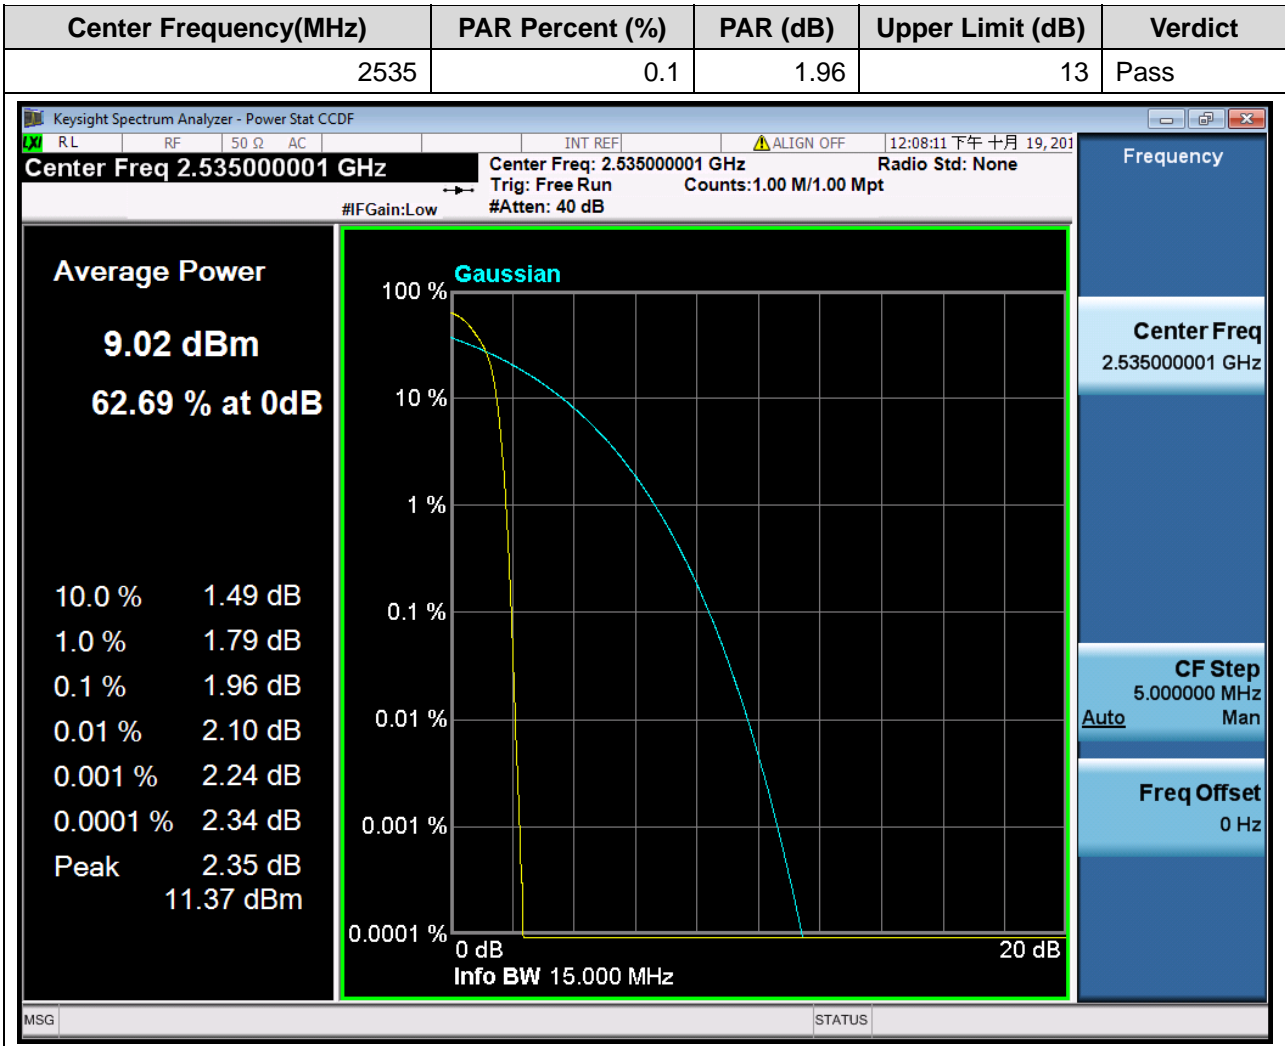 Center Frequency(MHz) PAR Percent (%) PAR (dB) Upper Limit (dB) Verdict
2535 0.1 1.96 13 Pass
Keysight Spectrum Analyzer - Power Stat CCDF
LXI RL RF 50 Ω AC INT REF ALIGN OFF 12:08:11 下午 十月 19, 201
Center Freq 2.535000001 GHz
Center Freq: 2.535000001 GHz Radio Std: None
Trig: Free Run Counts:1.00 M/1.00 Mpt
#IFGain:Low #Atten: 40 dB
Average Power
9.02 dBm
62.69 % at 0dB
10.0 % 1.49 dB
1.0 % 1.79 dB
0.1 % 1.96 dB
0.01 % 2.10 dB
0.001 % 2.24 dB
0.0001 % 2.34 dB
Peak 2.35 dB
11.37 dBm
Gaussian
100 %
10 %
1 %
0.1 %
0.01 %
0.001 %
0.0001 %
0 dB 20 dB
Info BW 15.000 MHz
Frequency
Center Freq
2.535000001 GHz
CF Step
5.000000 MHz
Auto Man
Freq Offset
0 Hz
MSG STATUS